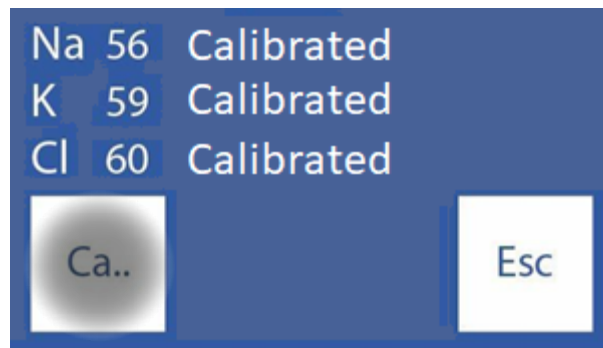 Na 56 Calibrated
K 59 Calibrated
Cl 60 Calibrated
Ca.. Esc